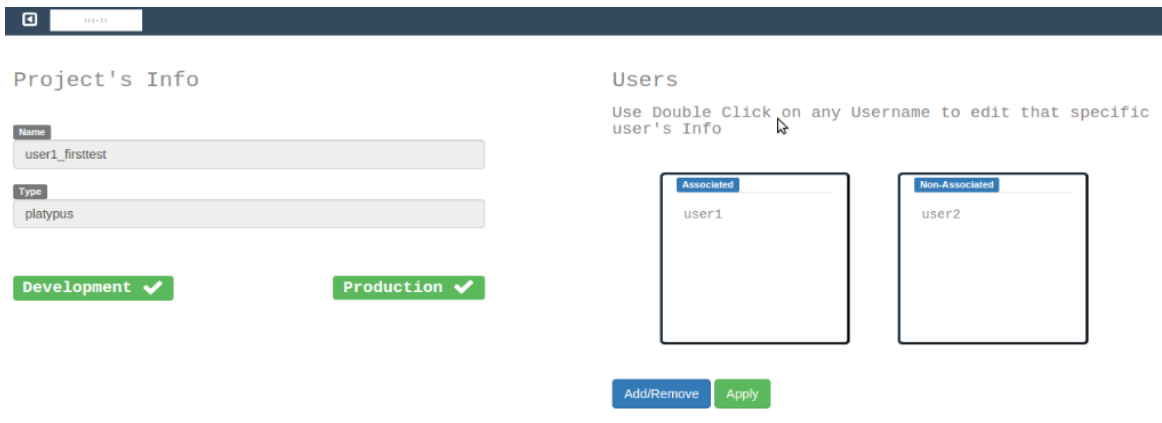 Project's Info
Name
user1_firsttest
Type
platypus
Development
Production
Users
Use Double Click on any Username to edit that specific
user's Info
Associated
user1
Non-Associated
user2
Add/Remove
Apply